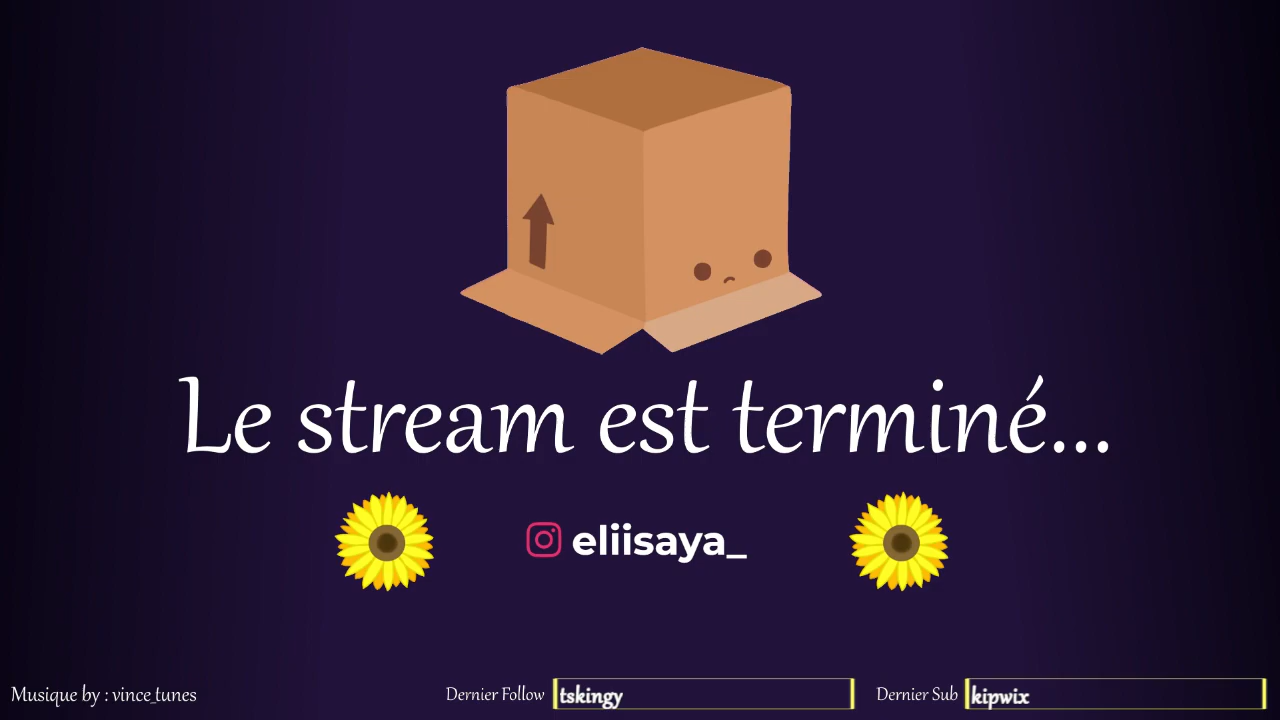 Le stream est terminé...
eliisaya_
Musique by : vince_tunes
Dernier Follow tskingy
Dernier Sub kipwix